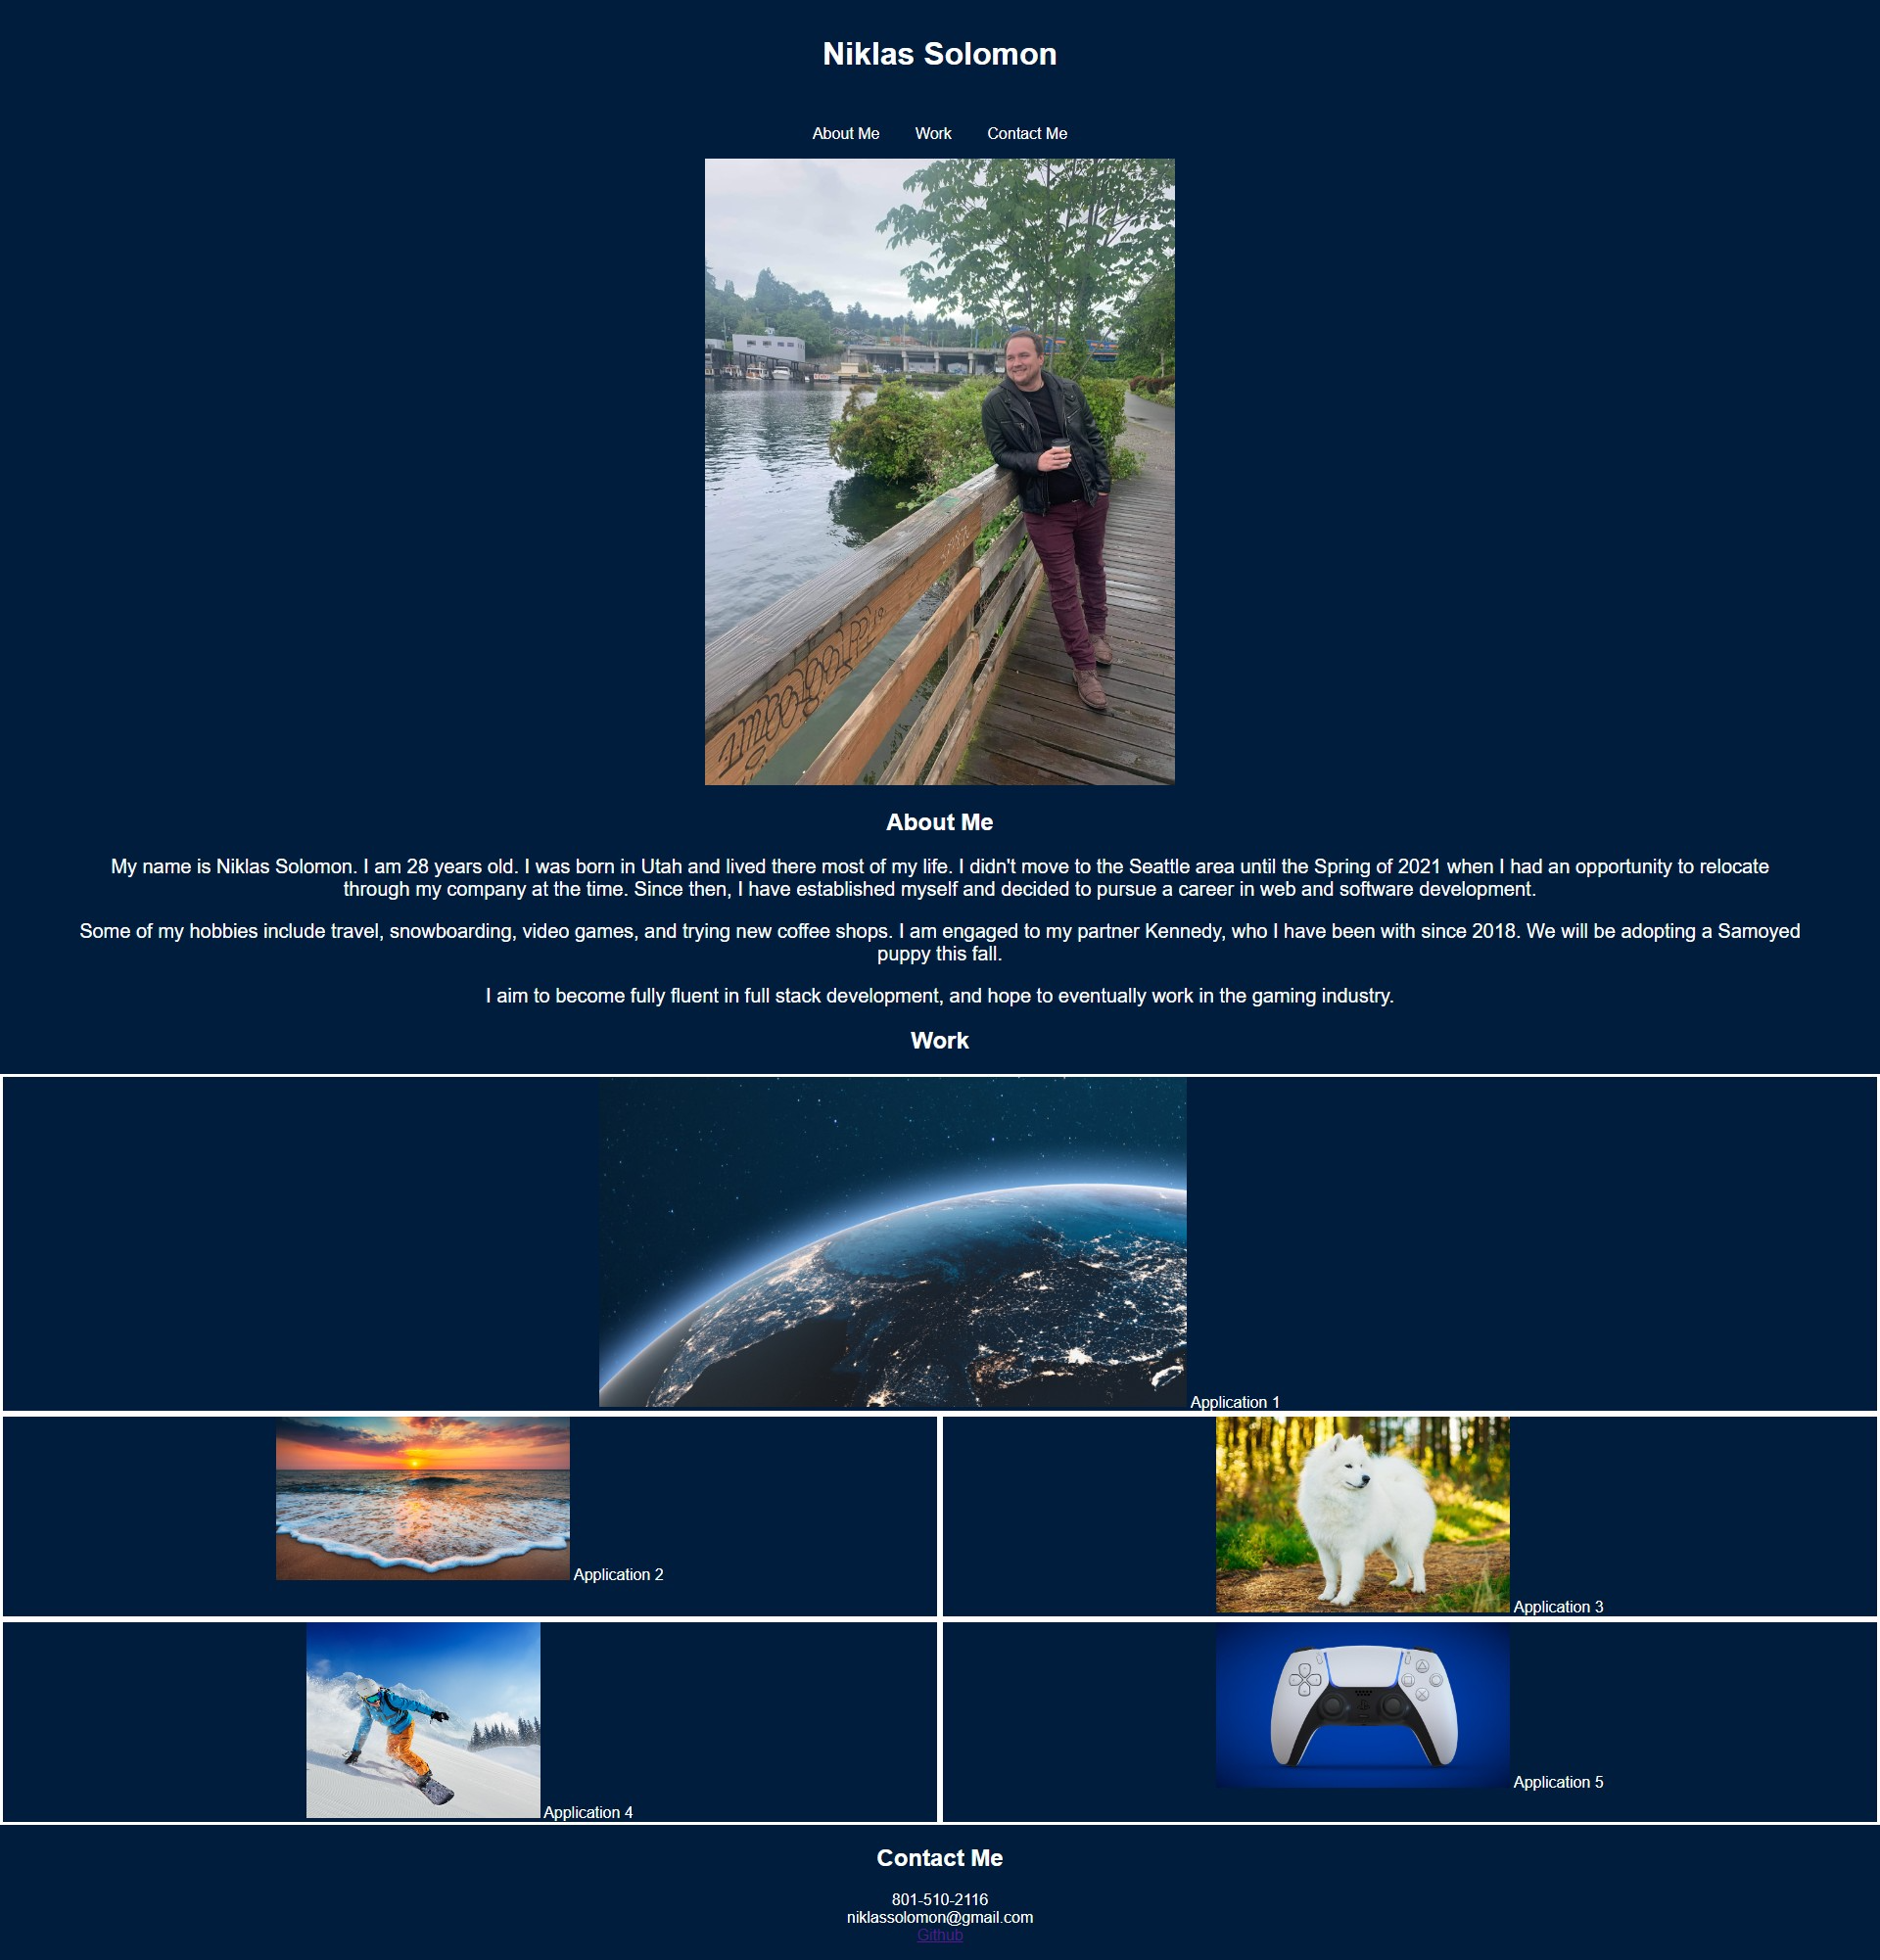 Niklas Solomon
About Me Work Contact Me
About Me
My name is Niklas Solomon. I am 28 years old. I was born in Utah and lived there most of my life. I didn't move to the Seattle area until the Spring of 2021 when I had an opportunity to relocate
through my company at the time. Since then, I have established myself and decided to pursue a career in web and software development.
Some of my hobbies include travel, snowboarding, video games, and trying new coffee shops. I am engaged to my partner Kennedy, who I have been with since 2018. We will be adopting a Samoyed
puppy this fall.
I aim to become fully fluent in full stack development, and hope to eventually work in the gaming industry.
Work
Application 1
Application 2
Application 3
Application 4
Application 5
Contact Me
801-510-2116
niklassolomon@gmail.com
Github